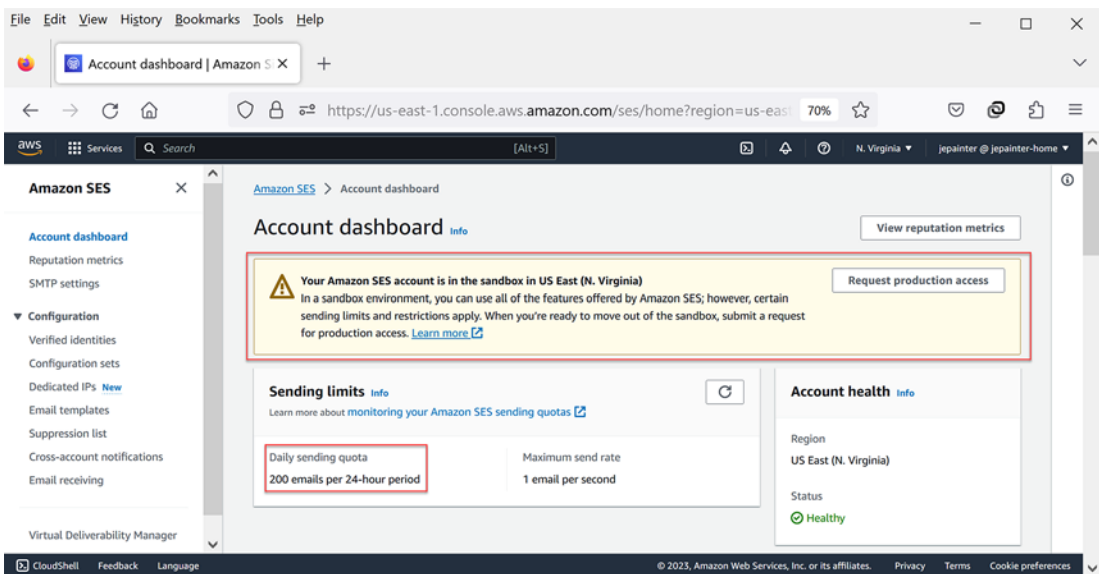 File Edit View History Bookmarks Tools Help
Account dashboard | Amazon S
https://us-east-1.console.aws.amazon.com/ses/home?region=us-east 70%
aws Services Search [Alt+S] N. Virginia jepainter @ jepainter-home
Amazon SES
Account dashboard
Reputation metrics
SMTP settings
Configuration
Verified identities
Configuration sets
Dedicated IPs New
Email templates
Suppression list
Cross-account notifications
Email receiving
Virtual Deliverability Manager
Amazon SES > Account dashboard
Account dashboard Info
View reputation metrics
Your Amazon SES account is in the sandbox in US East (N. Virginia)
In a sandbox environment, you can use all of the features offered by Amazon SES; however, certain
sending limits and restrictions apply. When you're ready to move out of the sandbox, submit a request
for production access. Learn more
Request production access
Sending limits Info
Learn more about monitoring your Amazon SES sending quotas
Daily sending quota
200 emails per 24-hour period
Maximum send rate
1 email per second
Account health Info
Region
US East (N. Virginia)
Status
Healthy
CloudShell Feedback Language © 2023, Amazon Web Services, Inc. or its affiliates. Privacy Terms Cookie preferences